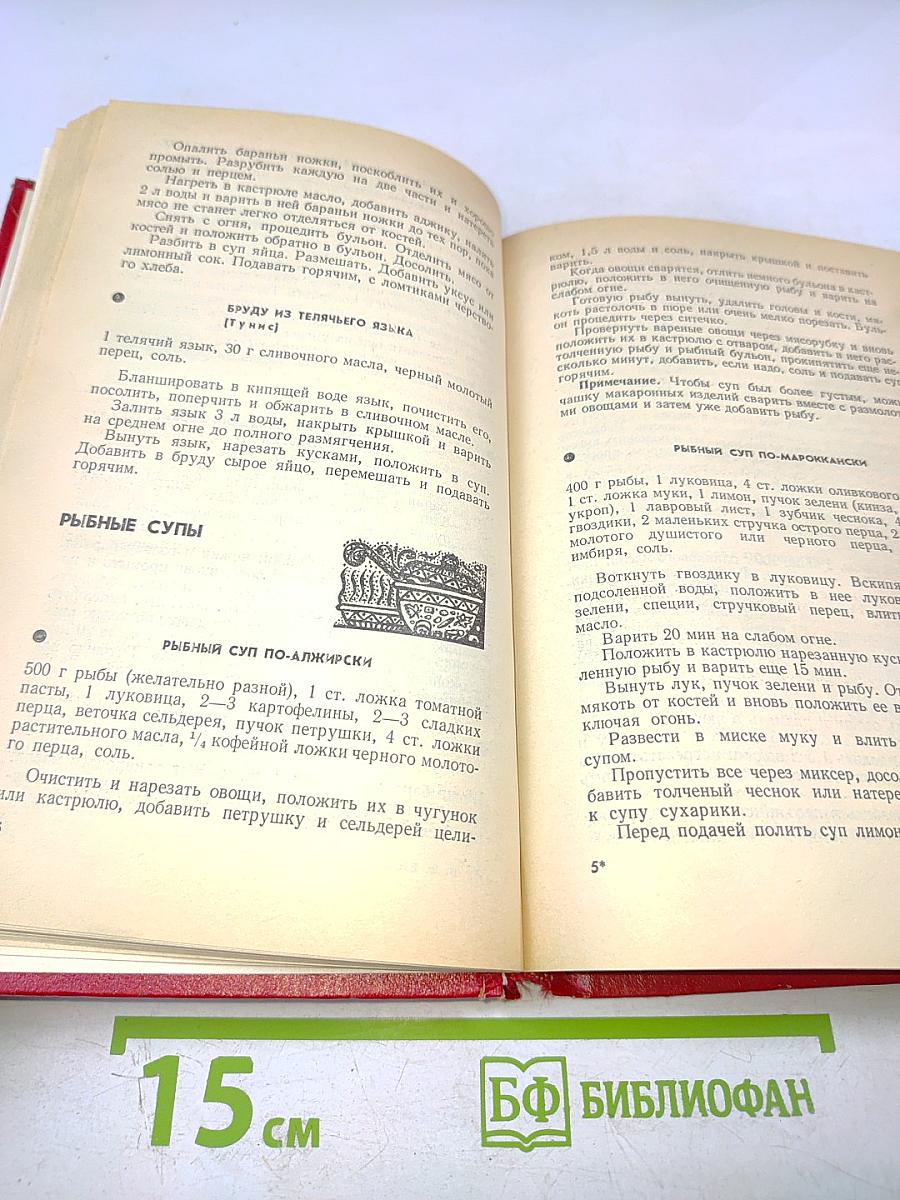 Опалить бараньи ножки, поскоблить их и хорошо
промыть. Разрубить каждую на две части и натереть
солью и перцем.
Нагреть в кастрюле масло, добавить аджику, налить
2 л воды и варить в ней бараньи ножки до тех пор, пока
мясо не станет легко отделяться от костей.
Снять с огня, процедить бульон. Отделить мясо от
костей и положить обратно в бульон. Досолить.
Разбить в суп яйца. Размешать. Добавить уксус или
лимонный сок. Подавать горячим, с ломтиками черство-
го хлеба.
БРУДУ ИЗ ТЕЛЯЧЬЕГО ЯЗЫКА
(Тунис)
1 телячий язык, 30 г сливочного масла, черный молотый
перец, соль.
Бланшировать в кипящей воде язык, почистить его,
посолить, поперчить и обжарить в сливочном масле.
Залить язык 3 л воды, накрыть крышкой и варить
на среднем огне до полного размягчения.
Вынуть язык, нарезать кусками, положить в суп.
Добавить в бруду сырое яйцо, перемешать и подавать
горячим.
РЫБНЫЕ СУПЫ
РЫБНЫЙ СУП ПО-АЛЖИРСКИ
500 г рыбы (желательно разной), 1 ст. ложка томатной
пасты, 1 луковица, 2—3 картофелины, 2—3 сладких
перца, веточка сельдерея, пучок петрушки, 4 ст. ложки
растительного масла, ¼ кофейной ложки черного молото-
го перца, соль.
Очистить и нарезать овощи, положить их в чугунок
или кастрюлю, добавить петрушку и сельдерей цели-
ком, 1,5 л воды и соль, накрыть крышкой и поставить
варить.
Когда овощи сварятся, отлить немного бульона в каст-
рюлю, положить в него очищенную рыбу и варить на
слабом огне.
Готовую рыбу вынуть, удалить головы и кости, мя-
коть растолочь в пюре или очень мелко порезать. Буль-
он процедить через ситечко.
Провернуть вареные овощи через мясорубку и вновь
положить их в кастрюлю с отваром, добавить в него рас-
толченную рыбу и рыбный бульон, прокипятить еще не-
сколько минут, добавить, если надо, соль и подавать суп
горячим.
Примечание. Чтобы суп был более густым, мож
чашку макаронных изделий сварить вместе с размолот
ми овощами и затем уже добавить рыбу.
РЫБНЫЙ СУП ПО-МАРОККАНСКИ
400 г рыбы, 1 луковица, 4 ст. ложки оливкового
1 ст. ложка муки, 1 лимон, пучок зелени (кинза,
укроп), 1 лавровый лист, 1 зубчик чеснока, 4
гвоздики, 2 маленьких стручка острого перца, 2
молотого душистого или черного перца,
имбиря, соль.
Воткнуть гвоздику в луковицу. Вскипя
подсоленной воды, положить в нее луков
зелени, специи, стручковый перец, влить
масло.
Варить 20 мин на слабом огне.
Положить в кастрюлю нарезанную куск
ленную рыбу и варить еще 15 мин.
Вынуть лук, пучок зелени и рыбу. От
мякоть от костей и вновь положить ее в
ключая огонь.
Развести в миске муку и влить
супом.
Пропустить все через миксер, досол
бавить толченый чеснок или натере
к супу сухарики.
Перед подачей полить суп лимон
5*
15 см
БФ БИБЛИОФАН